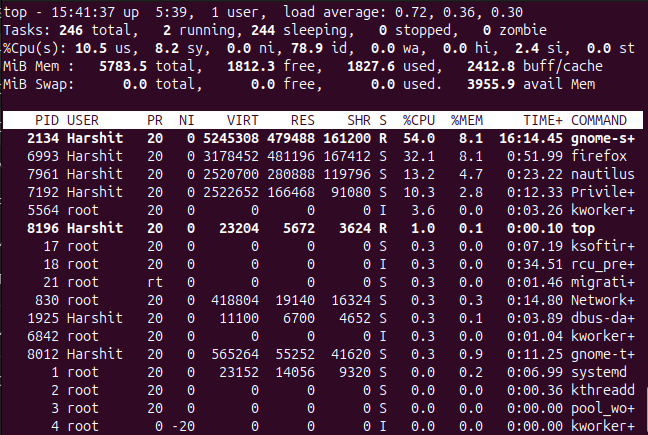 top - 15:41:37 up  5:39,  1 user,  load average: 0.72, 0.36, 0.30
Tasks: 246 total,   2 running, 244 sleeping,   0 stopped,   0 zombie
%Cpu(s): 10.5 us,  8.2 sy,  0.0 ni, 78.9 id,  0.0 wa,  0.0 hi,  2.4 si,  0.0 st
MiB Mem :   5783.5 total,   1812.3 free,   1827.6 used,   2412.8 buff/cache
MiB Swap:      0.0 total,      0.0 free,      0.0 used.   3955.9 avail Mem
PID USER      PR  NI    VIRT    RES    SHR S  %CPU  %MEM     TIME+ COMMAND
2134 Harshit   20   0 5245308 479488 161200 R  54.0   8.1  16:14.45 gnome-s+
6993 Harshit   20   0 3178452 481196 167412 S  32.1   8.1   0:51.99 firefox
7961 Harshit   20   0 2520700 280888 119796 S  13.2   4.7   0:23.22 nautilus
7192 Harshit   20   0 2522652 166468  91080 S  10.3   2.8   0:12.33 Privile+
5564 root      20   0       0      0      0 I   3.6   0.0   0:03.26 kworker+
8196 Harshit   20   0   23204   5672   3624 R   1.0   0.1   0:00.10 top
17 root      20   0       0      0      0 S   0.3   0.0   0:07.19 ksoftir+
18 root      20   0       0      0      0 I   0.3   0.0   0:34.51 rcu_pre+
21 root      rt   0       0      0      0 S   0.3   0.0   0:01.46 migrati+
830 root      20   0  418804  19140  16324 S   0.3   0.3   0:14.80 Network+
1925 Harshit   20   0   11100   6700   4652 S   0.3   0.1   0:03.89 dbus-da+
6842 root      20   0       0      0      0 I   0.3   0.0   0:01.04 kworker+
8012 Harshit   20   0  565264  55252  41620 S   0.3   0.9   0:11.25 gnome-t+
1 root      20   0   23152  14056   9320 S   0.0   0.2   0:06.99 systemd
2 root      20   0       0      0      0 S   0.0   0.0   0:00.36 kthreadd
3 root      20   0       0      0      0 S   0.0   0.0   0:00.00 pool_wo+
4 root       0 -20       0      0      0 I   0.0   0.0   0:00.00 kworker+